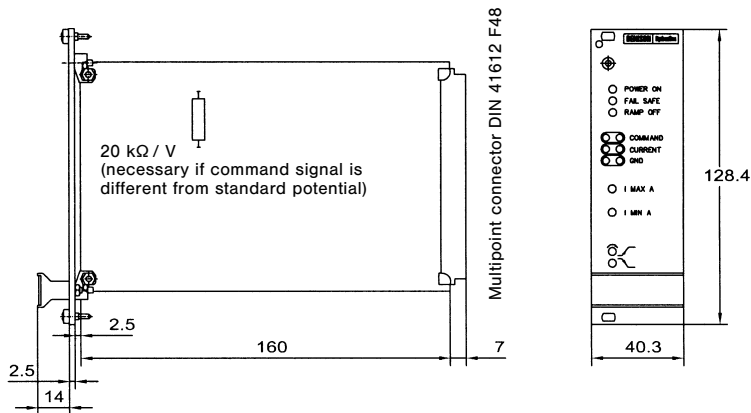 DENISON Hydraulics
POWER ON
FAIL SAFE
RAMP OFF
COMMAND
CURRENT
GND
I MAX A
I MIN A
20 kΩ / V
(necessary if command signal is
different from standard potential)
Multipoint connector DIN 41612 F48
128.4
2.5
160
7
40.3
2.5
14